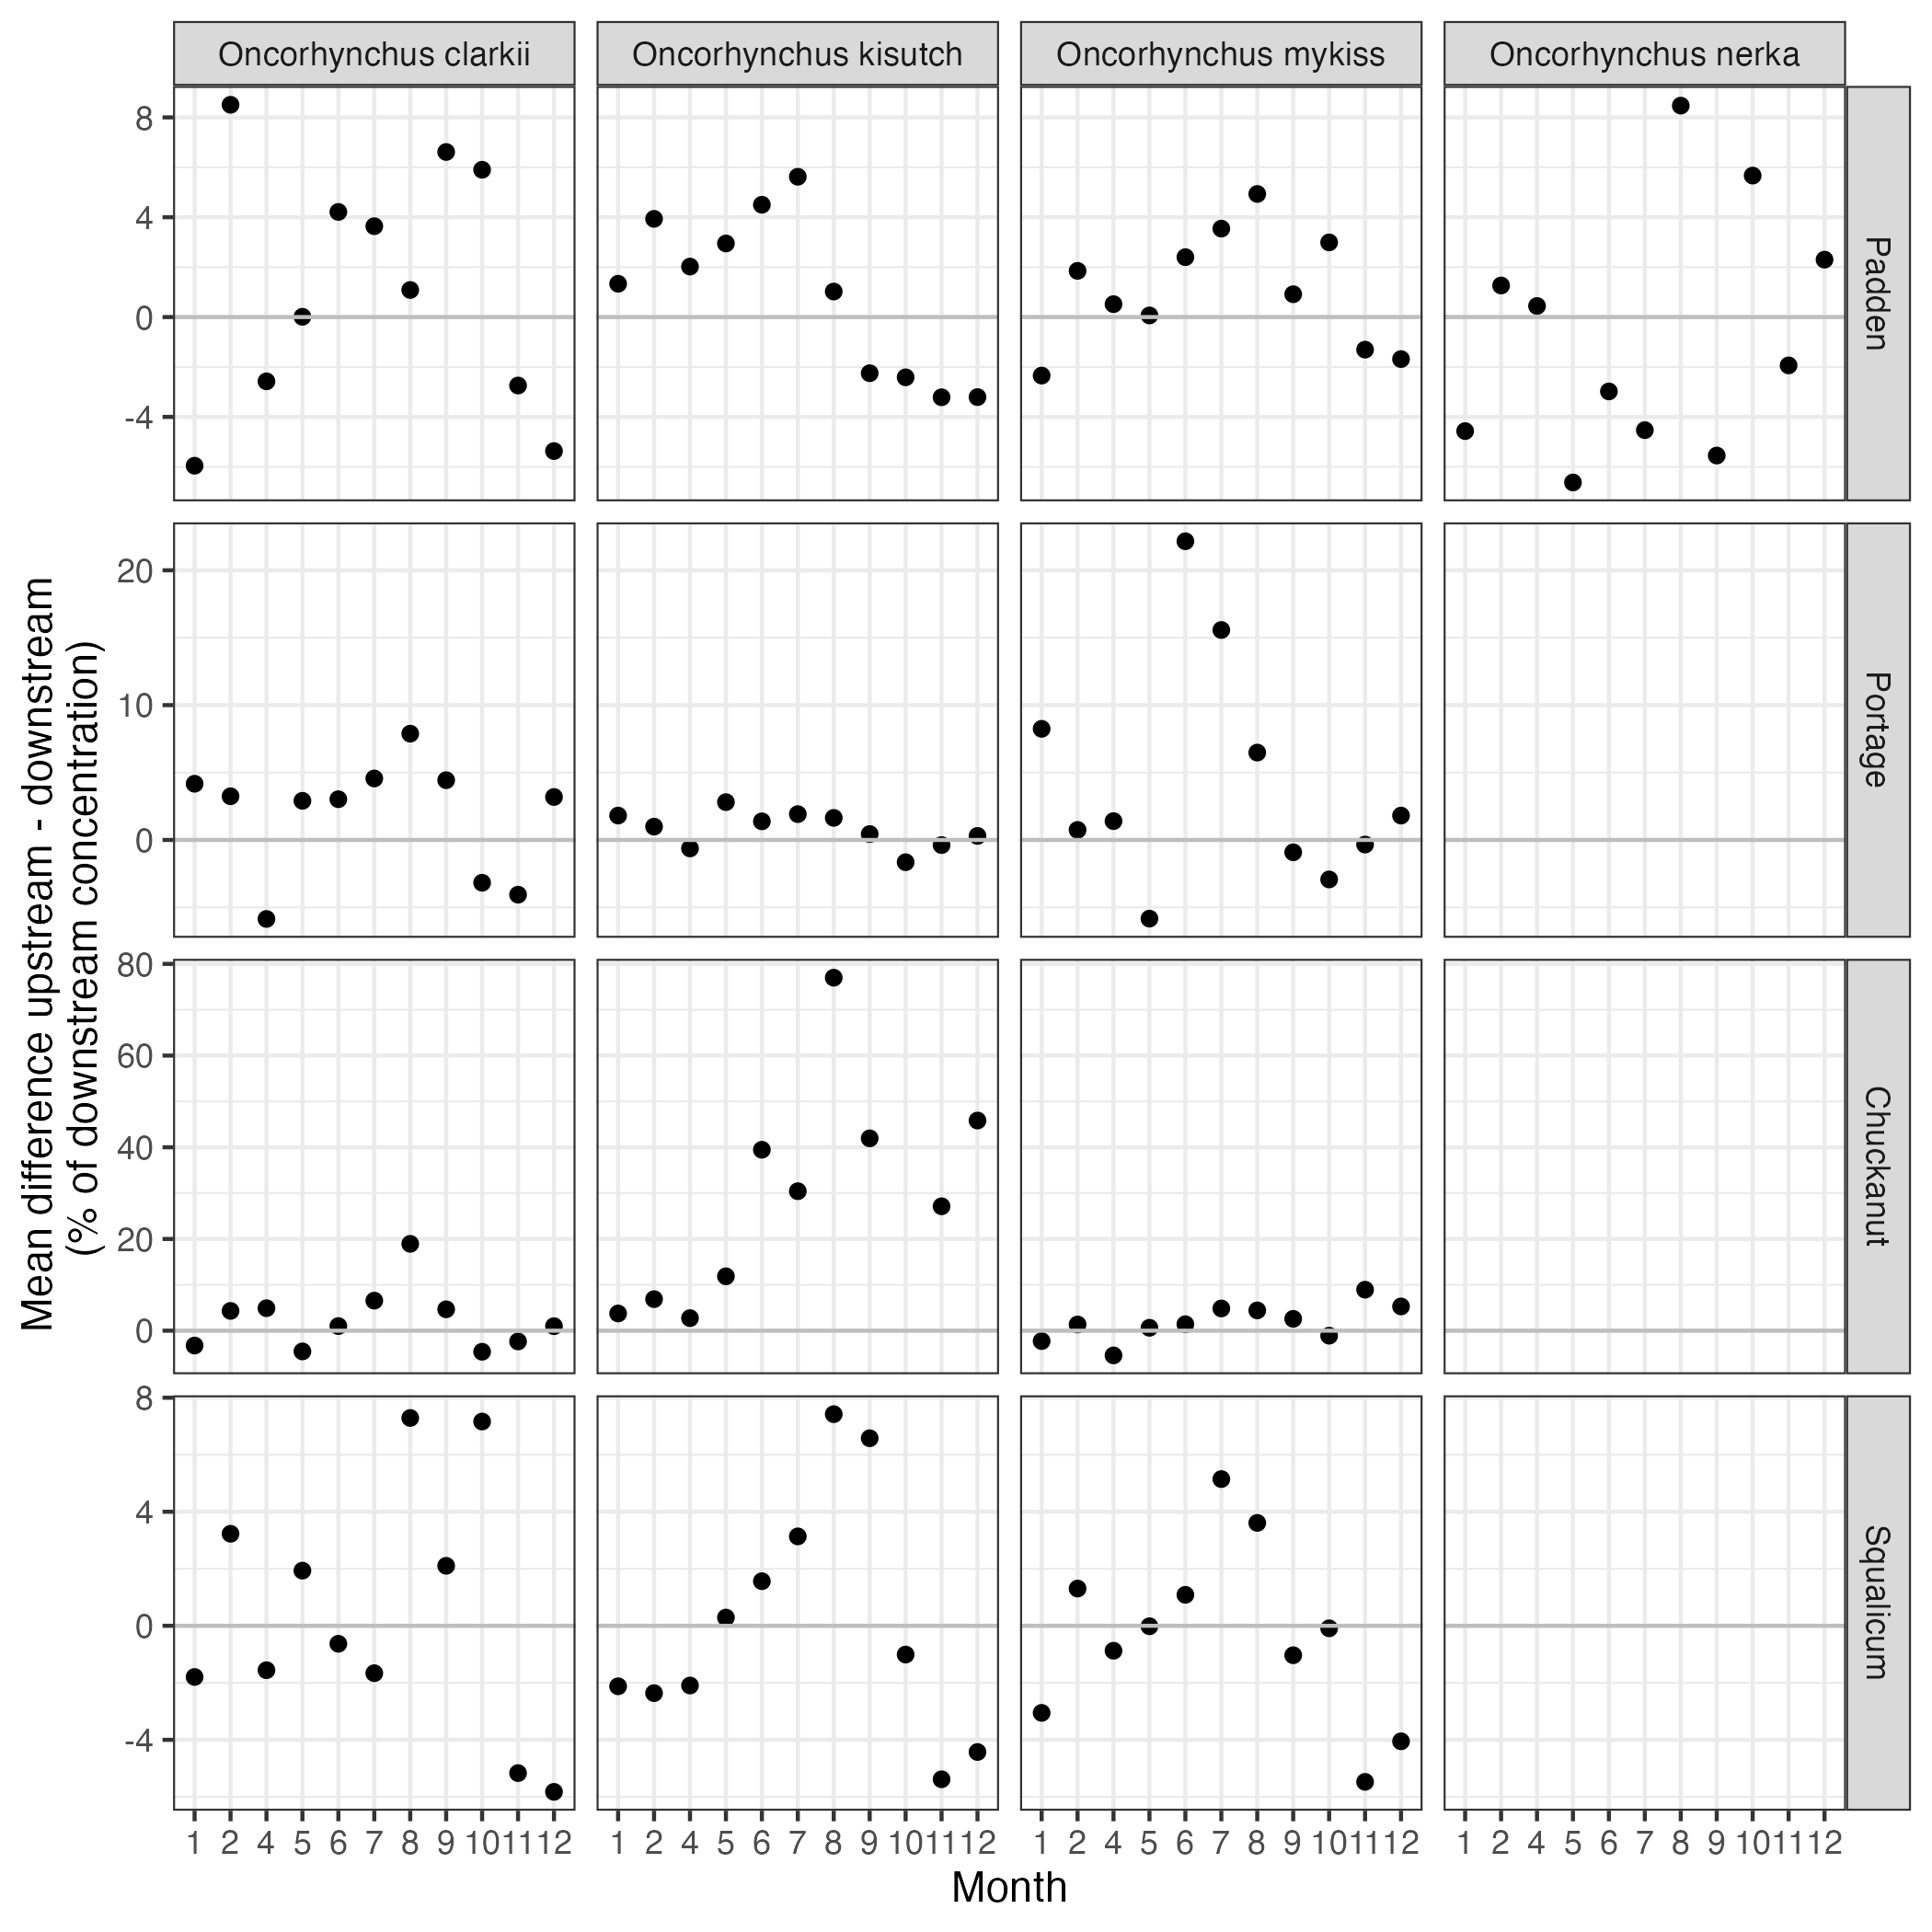 Oncorhynchus clarkii
Oncorhynchus kisutch
Oncorhynchus mykiss
Oncorhynchus nerka
Mean difference upstream - downstream
(% of downstream concentration)
8
4
0
-4
Padden
20
10
0
Portage
80
60
40
20
0
Chuckanut
8
4
0
-4
Squalicum
1 2 4 5 6 7 8 9 10 11 12
1 2 4 5 6 7 8 9 10 11 12
1 2 4 5 6 7 8 9 10 11 12
1 2 4 5 6 7 8 9 10 11 12
Month